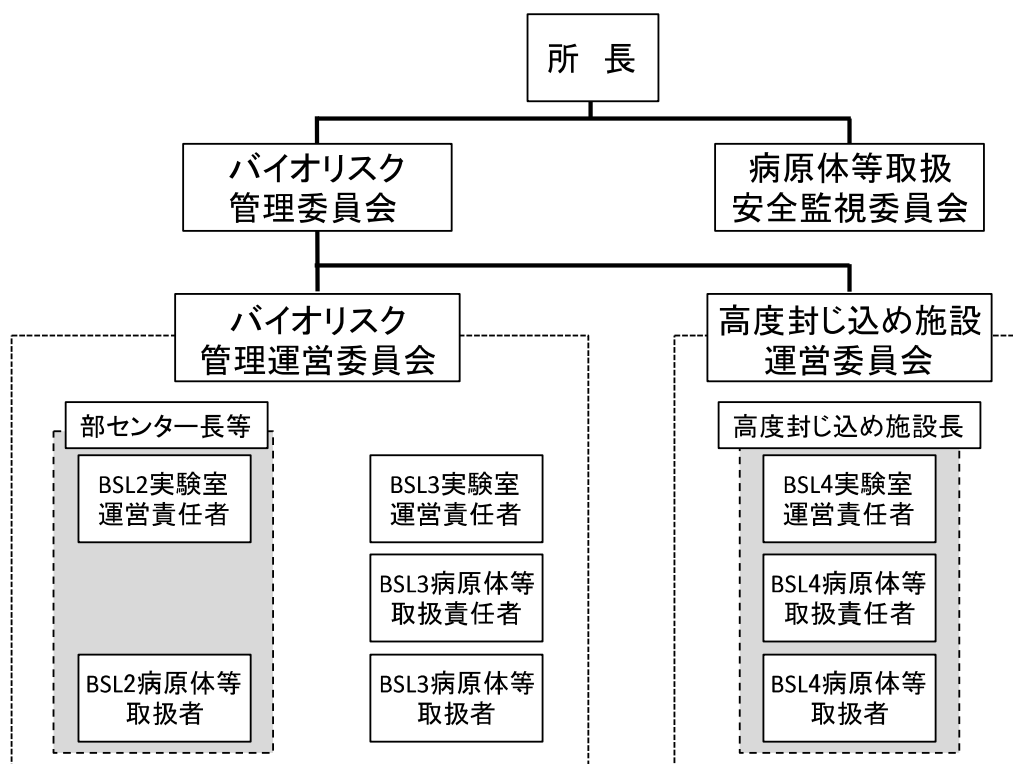 所 長
バイオリスク
管理委員会
病原体等取扱
安全監視委員会
バイオリスク
管理運営委員会
高度封じ込め施設
運営委員会
部センター長等
BSL2実験室
運営責任者
BSL2病原体等
取扱者
BSL3実験室
運営責任者
BSL3病原体等
取扱責任者
BSL3病原体等
取扱者
高度封じ込め施設長
BSL4実験室
運営責任者
BSL4病原体等
取扱責任者
BSL4病原体等
取扱者